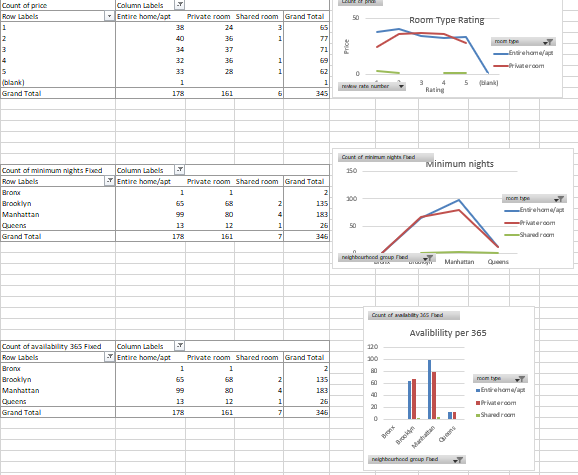 Count of price Column Labels
Row Labels Entire home/apt Private room Shared room Grand Total
1 38 24 3 65
2 40 36 1 77
3 34 37 71
4 32 36 1 69
5 33 28 1 62
(blank) 1 1
Grand Total 178 161 6 345
Count of price
Room Type Rating
50
0
Price
3 4 5 (blank)
Rating
room type
Entire home/apt
Private room
review rate number
Count of minimum nights Fixed Column Labels
Row Labels Entire home/apt Private room Shared room Grand Total
Bronx 1 1 2
Brooklyn 65 68 2 135
Manhattan 99 80 4 183
Queens 13 12 1 26
Grand Total 178 161 7 346
Count of minimum nights Fixed
Minimum nights
150
100
50
0
Bronx Brooklyn Manhattan Queens
room type
Entire home/apt
Private room
Shared room
neighbourhood group Fixed
Count of availability 365 Fixed Column Labels
Row Labels Entire home/apt Private room Shared room Grand Total
Bronx 1 1 2
Brooklyn 65 68 2 135
Manhattan 99 80 4 183
Queens 13 12 1 26
Grand Total 178 161 7 346
Count of availability 365 Fixed
Avaliblility per 365
120
100
80
60
40
20
0
Bronx Brooklyn Manhattan Queens
room type
Entire home/apt
Private room
Shared room
neighbourhood group Fixed